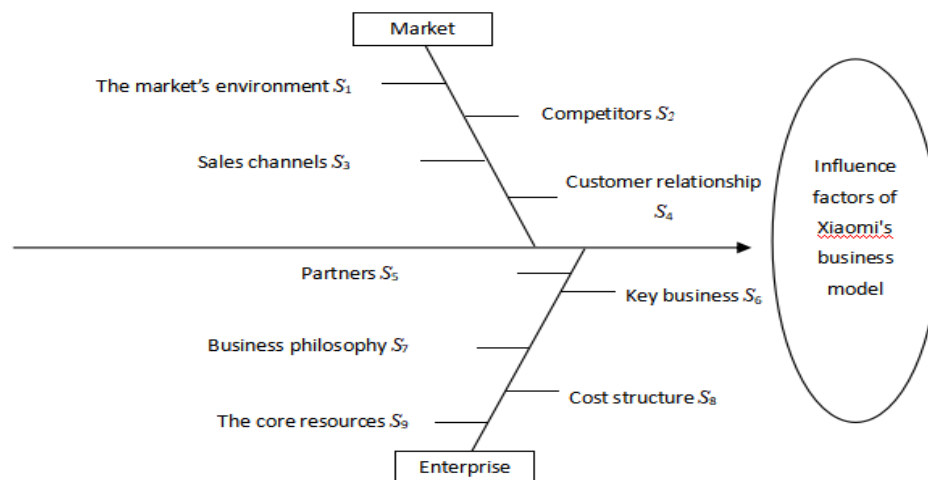 Market
The market’s environment S1
Competitors S2
Sales channels S3
Customer relationship
S4
Influence
factors of
Xiaomi's
business
model
Partners S5
Key business S6
Business philosophy S7
Cost structure S8
The core resources S9
Enterprise